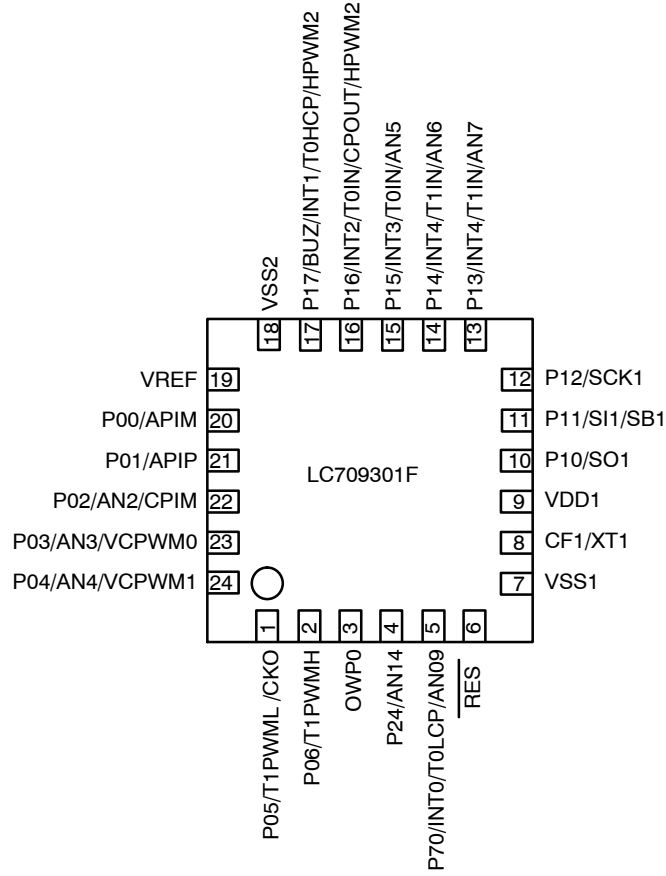 P17/BUZ/INT1/T0HCP/HPWM2
P16/INT2/T0IN/CPOUT/HPWM2
P15/INT3/T0IN/AN5
P14/INT4/T1IN/AN6
P13/INT4/T1IN/AN7
VSS2
18
17
16
15
14
13
VREF 19
12 P12/SCK1
P00/APIM 20
11 P11/SI1/SB1
P01/APIP 21
10 P10/SO1
LC709301F
P02/AN2/CPIM 22
9 VDD1
P03/AN3/VCPWM0 23
8 CF1/XT1
P04/AN4/VCPWM1 24
7 VSS1
1
2
3
4
5
6
P05/T1PWML /CKO
P06/T1PWMH
OWP0
P24/AN14
P70/INT0/T0LCP/AN09
RES